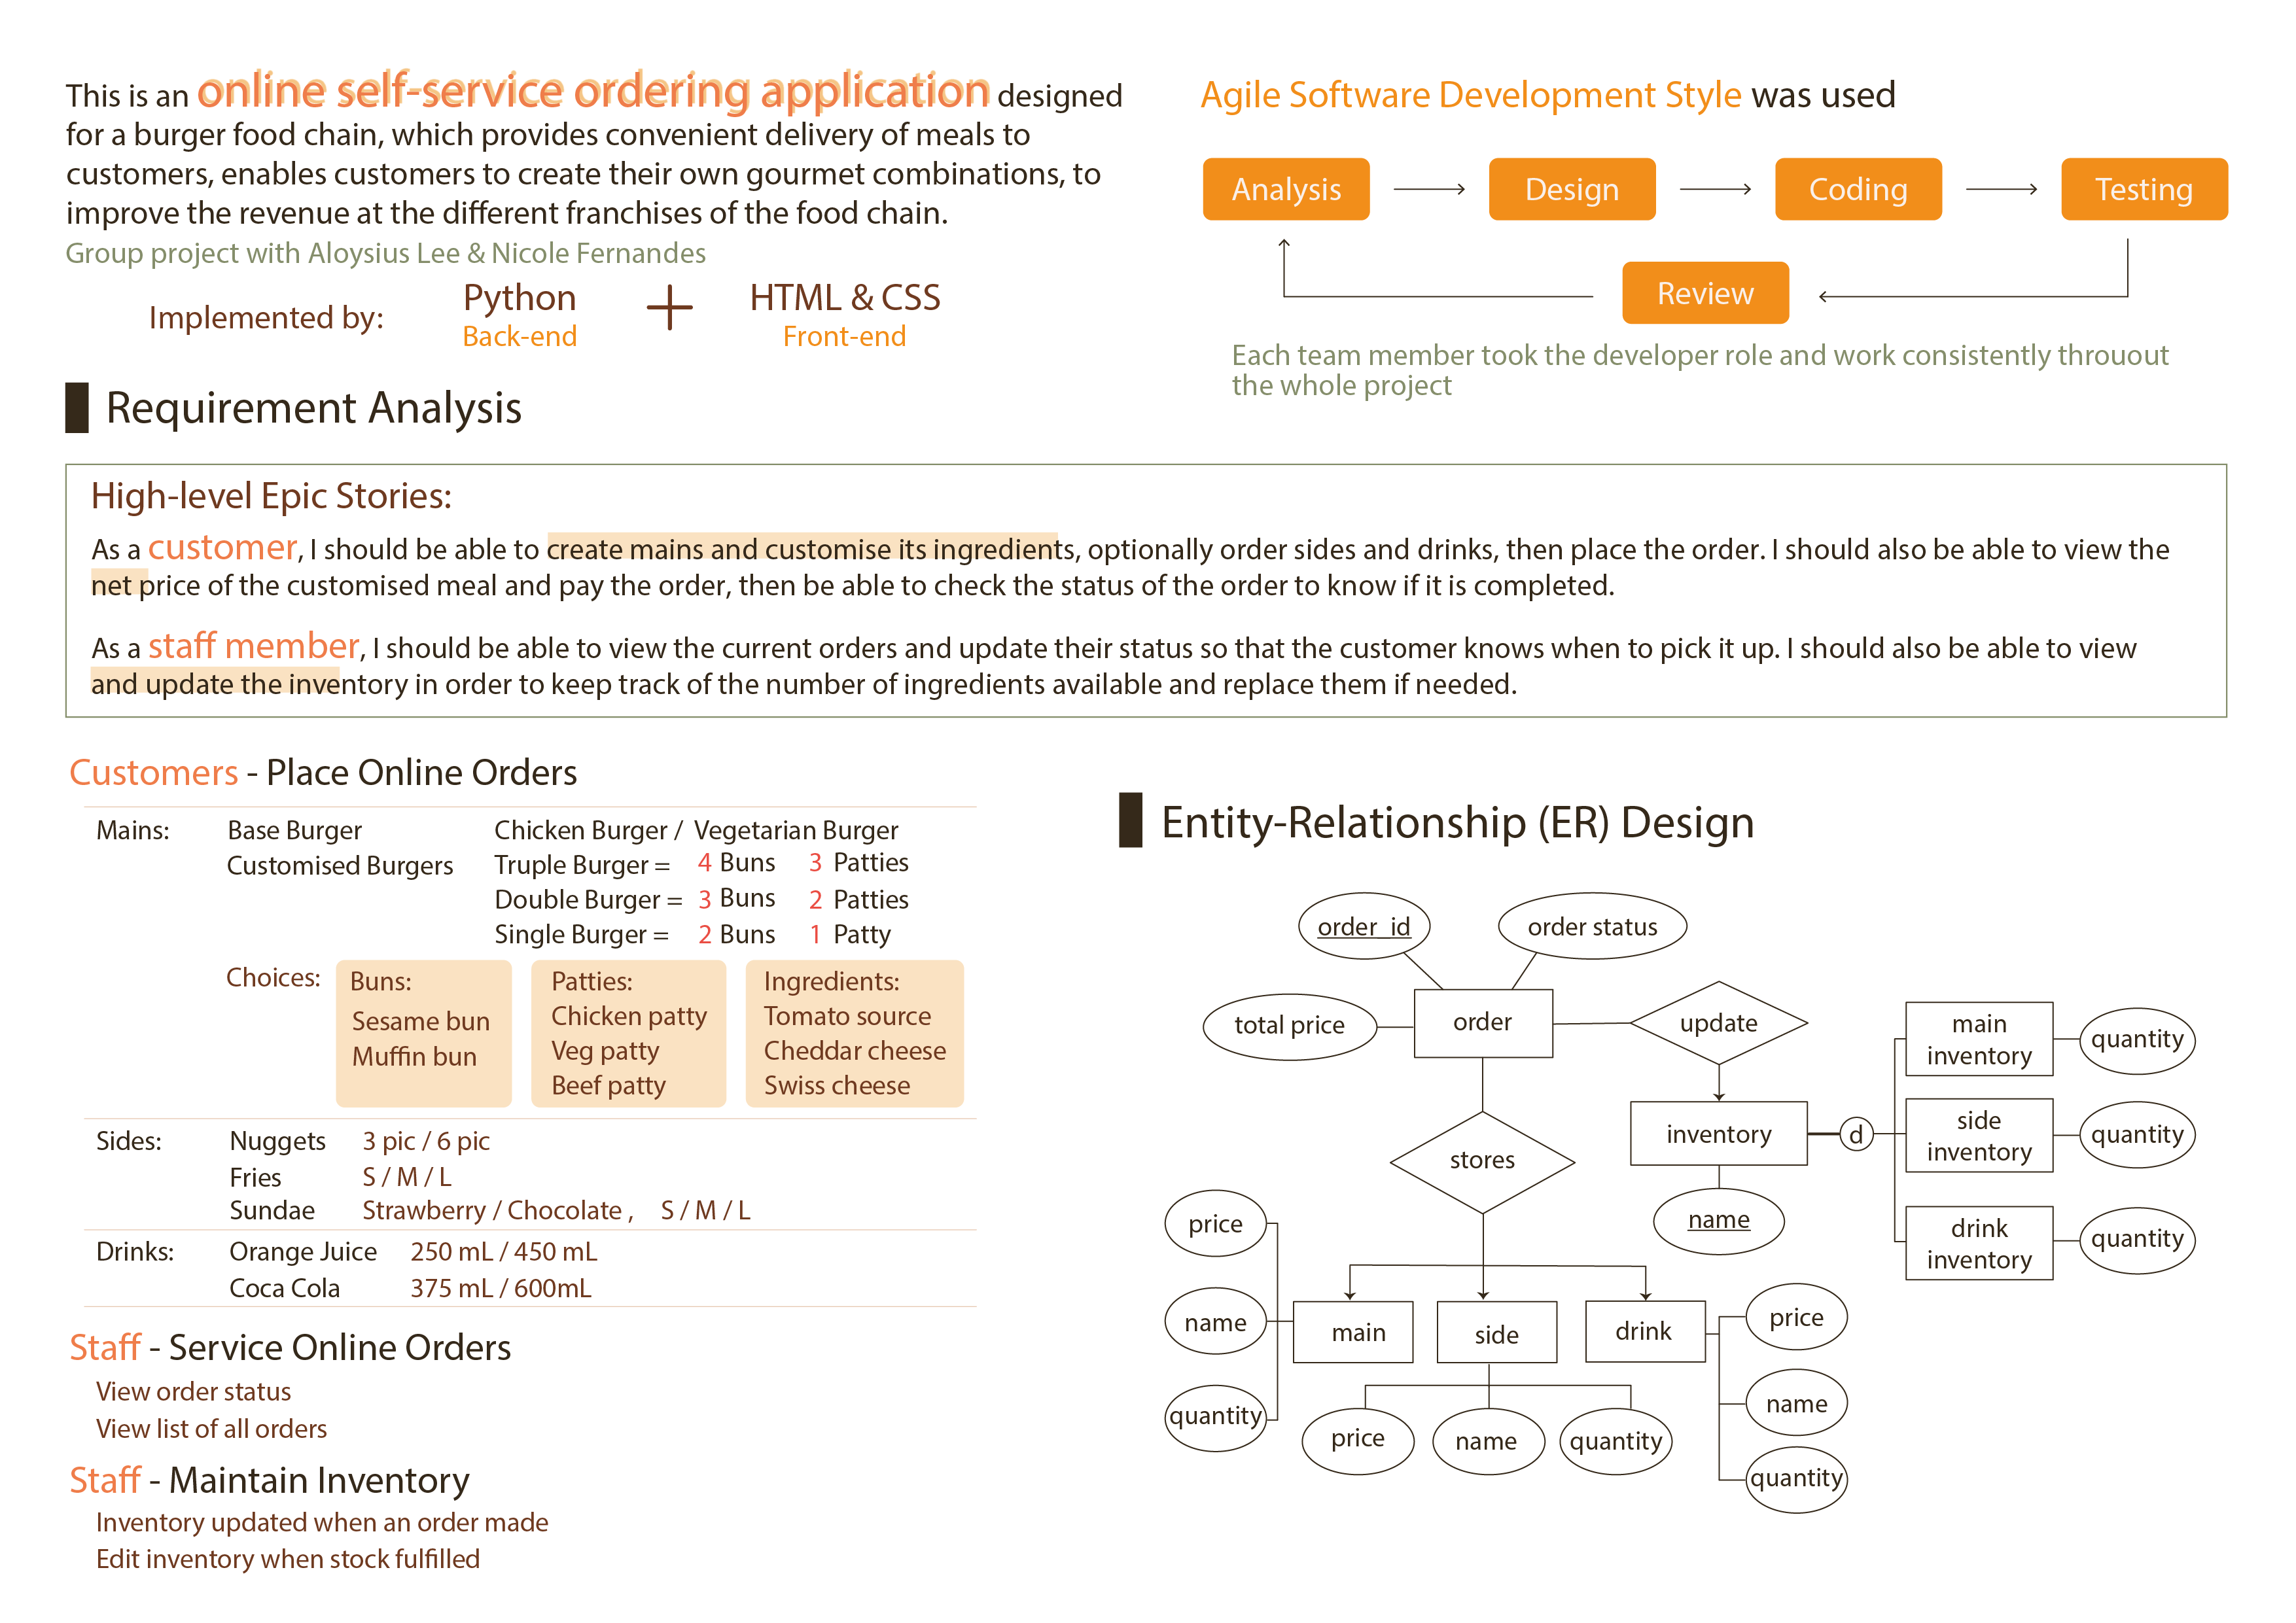 This is an online self-service ordering application designed
for a burger food chain, which provides convenient delivery of meals to
customers, enables customers to create their own gourmet combinations, to
improve the revenue at the different franchises of the food chain.
Group project with Aloysius Lee & Nicole Fernandes
Implemented by:
Python
Back-end
+
HTML & CSS
Front-end
Agile Software Development Style was used
Analysis
Design
Coding
Testing
Review
Each team member took the developer role and work consistently throuout
the whole project
Requirement Analysis
High-level Epic Stories:
As a customer, I should be able to create mains and customise its ingredients, optionally order sides and drinks, then place the order. I should also be able to view the
net price of the customised meal and pay the order, then be able to check the status of the order to know if it is completed.
As a staff member, I should be able to view the current orders and update their status so that the customer knows when to pick it up. I should also be able to view
and update the inventory in order to keep track of the number of ingredients available and replace them if needed.
Customers - Place Online Orders
Mains: Base Burger Chicken Burger / Vegetarian Burger
Customised Burgers Truple Burger = 4 Buns 3 Patties
Double Burger = 3 Buns 2 Patties
Single Burger = 2 Buns 1 Patty
Choices:
Buns:
Sesame bun
Muffin bun
Patties:
Chicken patty
Veg patty
Beef patty
Ingredients:
Tomato source
Cheddar cheese
Swiss cheese
Sides: Nuggets 3 pic / 6 pic
Fries S / M / L
Sundae Strawberry / Chocolate , S / M / L
Drinks: Orange Juice 250 mL / 450 mL
Coca Cola 375 mL / 600mL
Staff - Service Online Orders
View order status
View list of all orders
Staff - Maintain Inventory
Inventory updated when an order made
Edit inventory when stock fulfilled
Entity-Relationship (ER) Design
order_id
order status
total price
order
update
main
inventory
quantity
inventory
d
side
inventory
quantity
stores
name
drink
inventory
quantity
price
name
quantity
main
side
drink
price
name
quantity
price
name
quantity